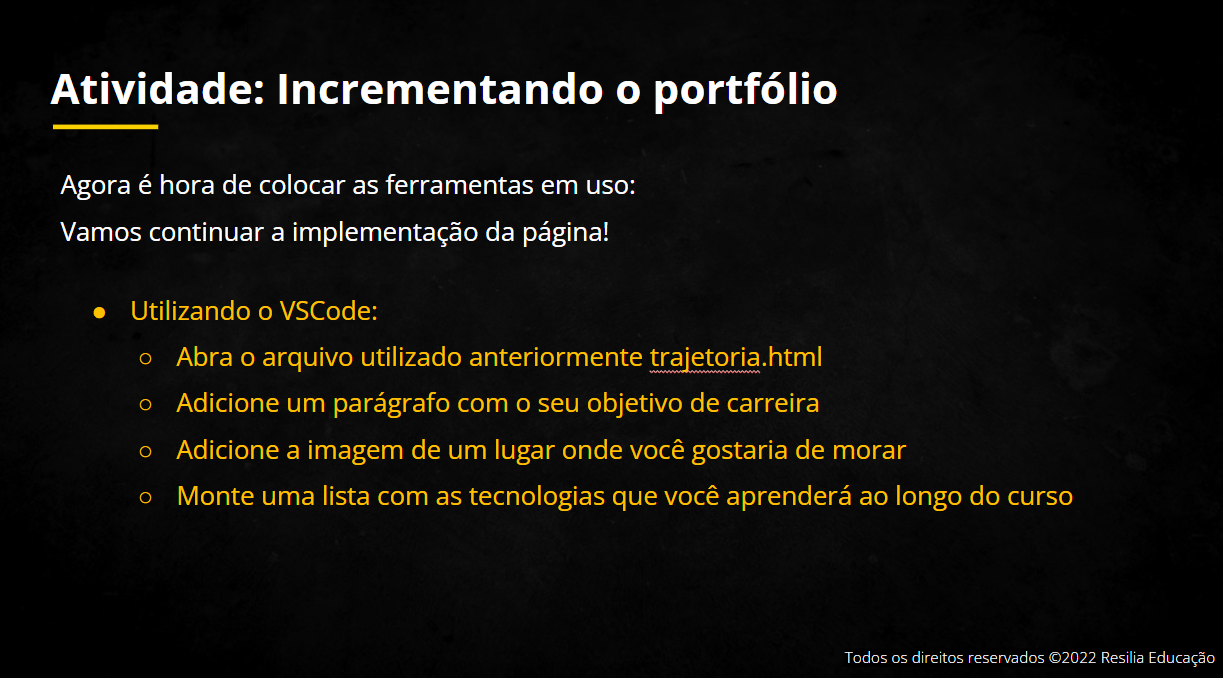 Atividade: Incrementando o portfólio
Agora é hora de colocar as ferramentas em uso:
Vamos continuar a implementação da página!
● Utilizando o VSCode:
○ Abra o arquivo utilizado anteriormente trajetoria.html
○ Adicione um parágrafo com o seu objetivo de carreira
○ Adicione a imagem de um lugar onde você gostaria de morar
○ Monte uma lista com as tecnologias que você aprenderá ao longo do curso
Todos os direitos reservados ©2022 Resilia Educação